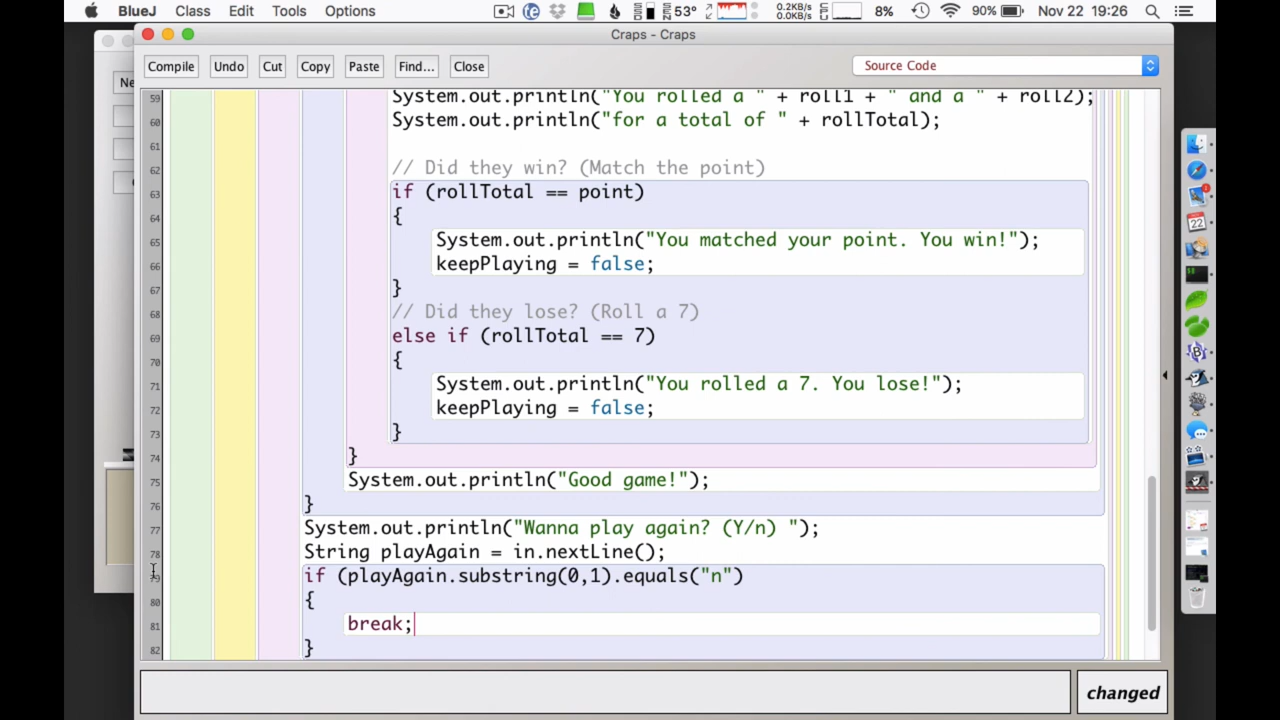 BlueJ Class Edit Tools Options 53° 0.2KB/s 0.0KB/s 8% 90% Nov 22 19:26
Craps - Craps
Compile Undo Cut Copy Paste Find... Close Source Code
Ne
59 System.out.println("You rolled a " + roll1 + " and a " + roll2);
60 System.out.println("for a total of " + rollTotal);
61
62 // Did they win? (Match the point)
63 if (rollTotal == point)
64 {
65 System.out.println("You matched your point. You win!");
66 keepPlaying = false;
67 }
68 // Did they lose? (Roll a 7)
69 else if (rollTotal == 7)
70 {
71 System.out.println("You rolled a 7. You lose!");
72 keepPlaying = false;
73 }
74 }
75 System.out.println("Good game!");
76 }
77 System.out.println("Wanna play again? (Y/n) ");
78 String playAgain = in.nextLine();
79 if (playAgain.substring(0,1).equals("n")
80 {
81 break;
82 }
changed